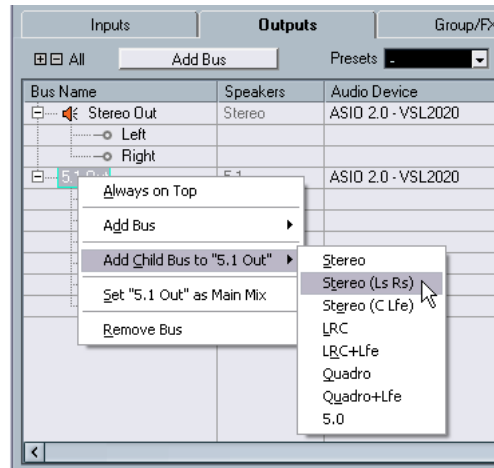 Inputs Outputs Group/FX
All Add Bus Presets -
Bus Name Speakers Audio Device
Stereo Out Stereo ASIO 2.0 - VSL2020
Left
Right
5.1 Out 5.1 ASIO 2.0 - VSL2020
Always on Top
Add Bus
Add Child Bus to "5.1 Out"
Set "5.1 Out" as Main Mix
Remove Bus
Stereo
Stereo (Ls Rs)
Stereo (C Lfe)
LRC
LRC+Lfe
Quadro
Quadro+Lfe
5.0